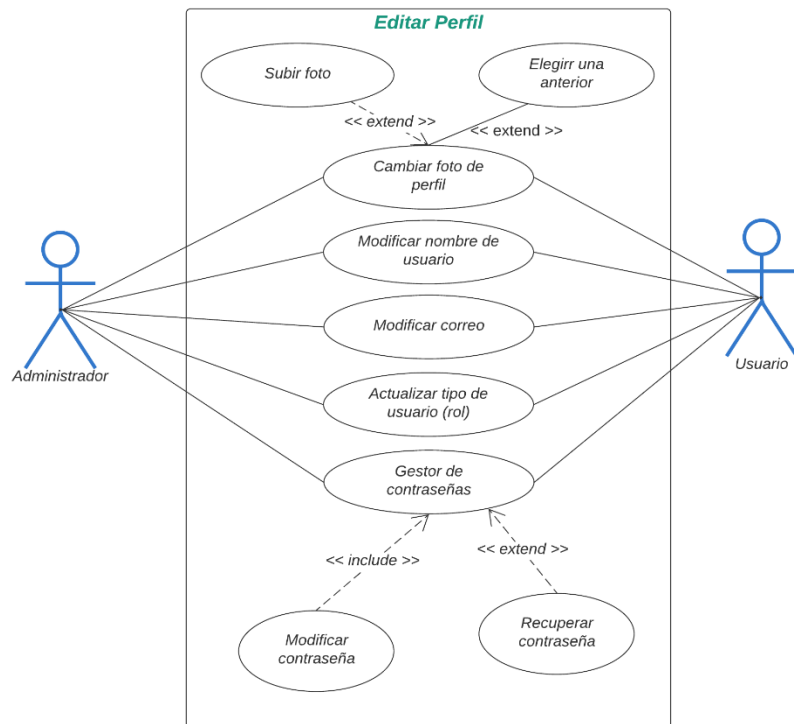 Editar Perfil
Subir foto
Elegirr una
anterior
<< extend >>
<< extend >>
Cambiar foto de
perfil
Modificar nombre de
usuario
Modificar correo
Administrador
Usuario
Actualizar tipo de
usuario (rol)
Gestor de
contraseñas
<< include >>
<< extend >>
Modificar
contraseña
Recuperar
contraseña